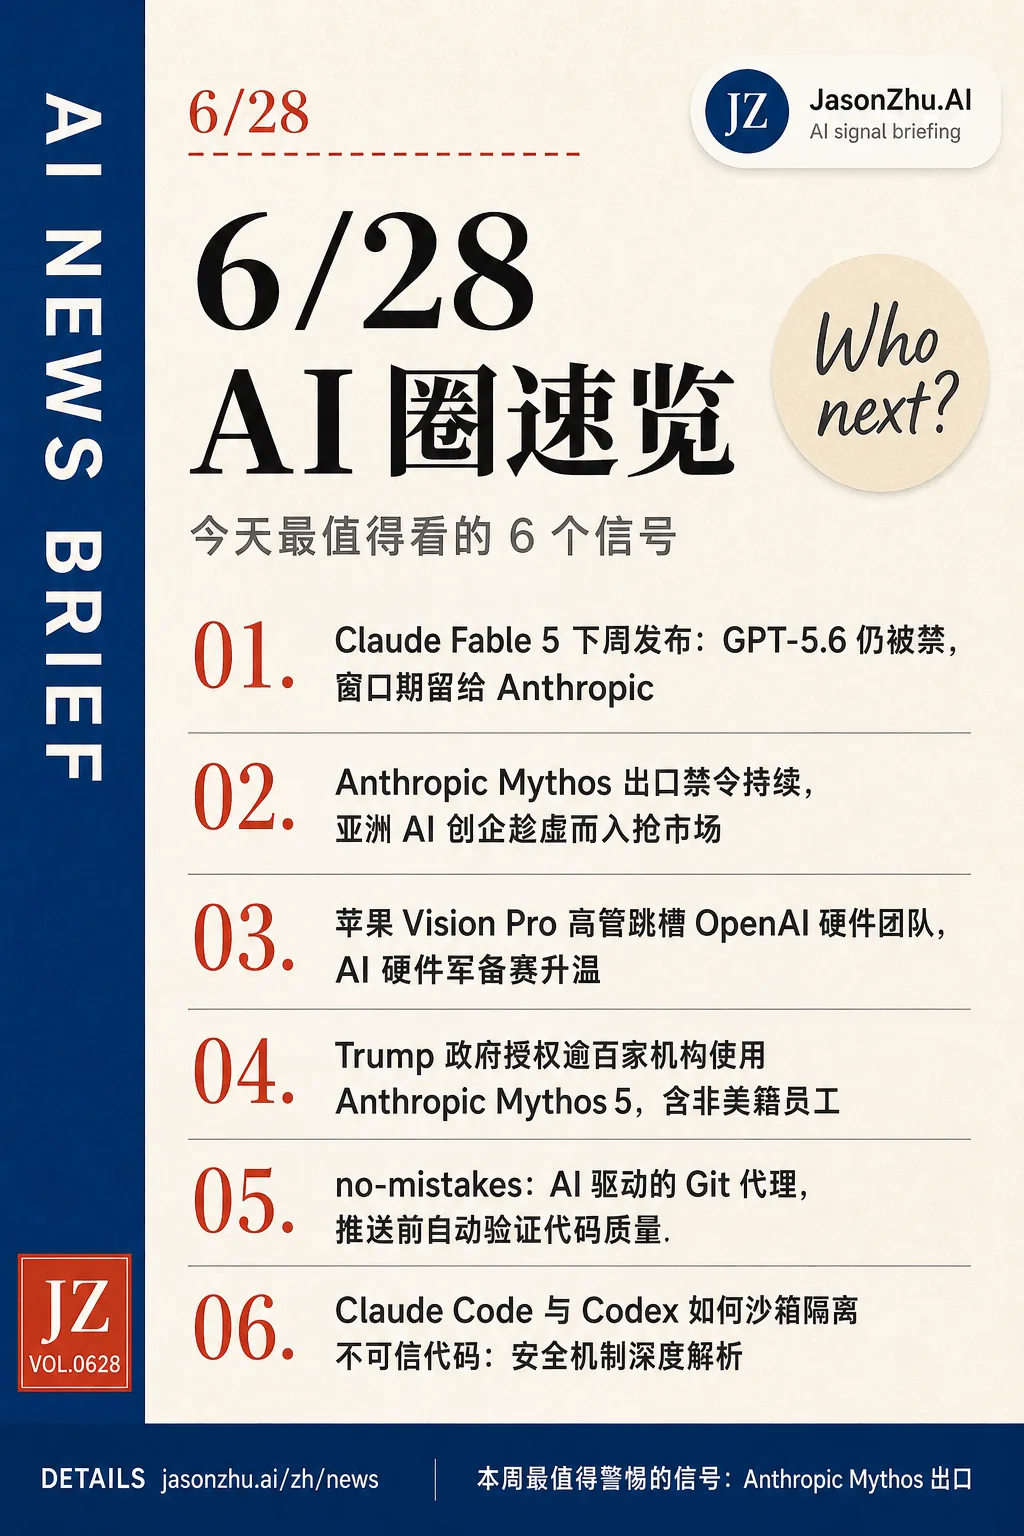 AI NEWS BRIEF
6/28
JZ
JasonZhu.AI
AI signal briefing
6/28
AI 圈速览
Who
next?
今天最值得看的 6 个信号
01.
Claude Fable 5 下周发布：GPT-5.6 仍被禁，
窗口期留给 Anthropic
02.
Anthropic Mythos 出口禁令持续，
亚洲 AI 创企趁虚而入抢市场
03.
苹果 Vision Pro 高管跳槽 OpenAI 硬件团队，
AI 硬件军备赛升温
04.
Trump 政府授权逾百家机构使用
Anthropic Mythos 5，含非美籍员工
05.
no-mistakes：AI 驱动的 Git 代理，
推送前自动验证代码质量.
06.
Claude Code 与 Codex 如何沙箱隔离
不可信代码：安全机制深度解析
JZ
VOL.0628
DETAILS jasonzhu.ai/zh/news
本周最值得警惕的信号：Anthropic Mythos 出口